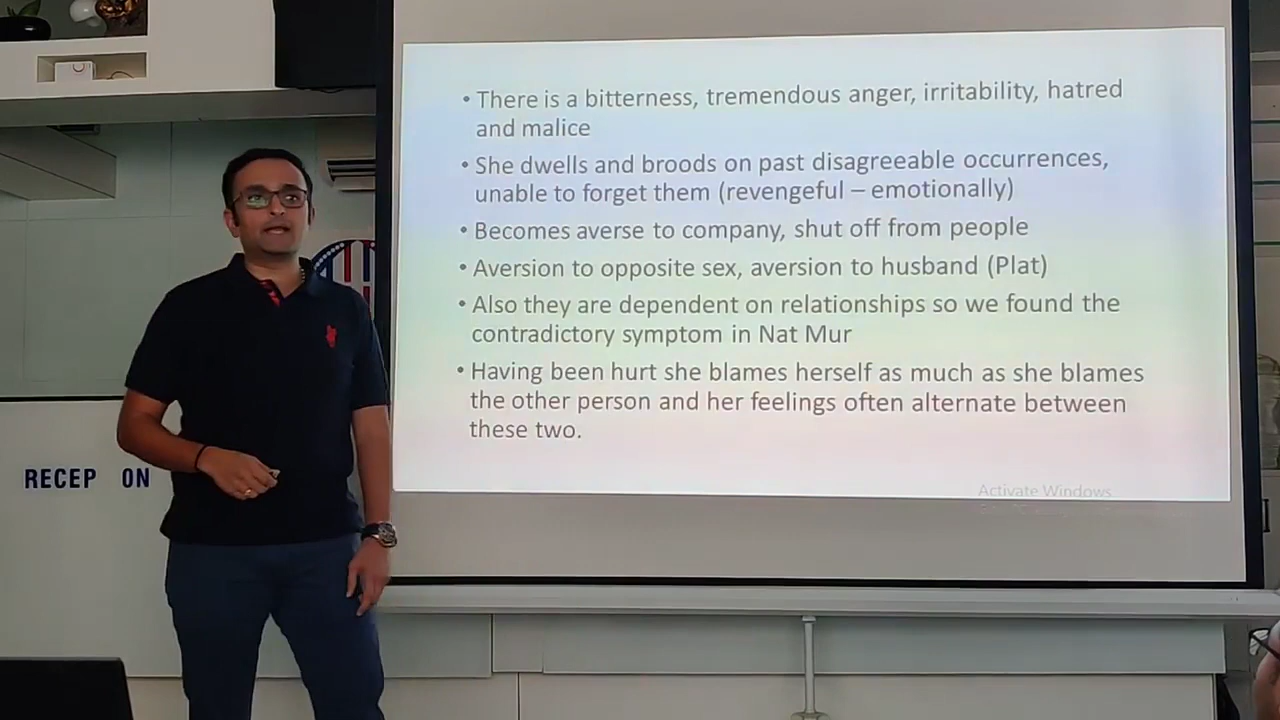 • There is a bitterness, tremendous anger, irritability, hatred
and malice
• She dwells and broods on past disagreeable occurrences,
unable to forget them (revengeful – emotionally)
• Becomes averse to company, shut off from people
• Aversion to opposite sex, aversion to husband (Plat)
• Also they are dependent on relationships so we found the
contradictory symptom in Nat Mur
• Having been hurt she blames herself as much as she blames
the other person and her feelings often alternate between
these two.
Activate Windows
RECEP ON